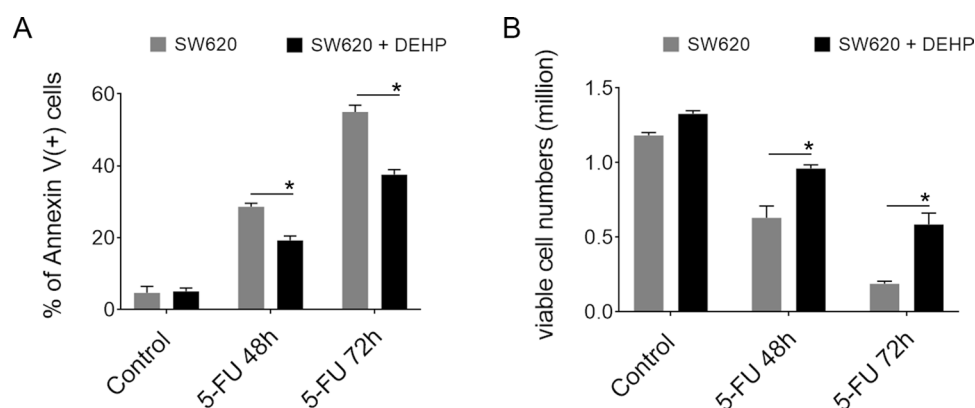 A
SW620
SW620 + DEHP
% of Annexin V(+) cells
60
40
20
0
*
*
Control
5-FU 48h
5-FU 72h
B
SW620
SW620 + DEHP
viable cell numbers (million)
1.5
1.0
0.5
0.0
*
*
Control
5-FU 48h
5-FU 72h